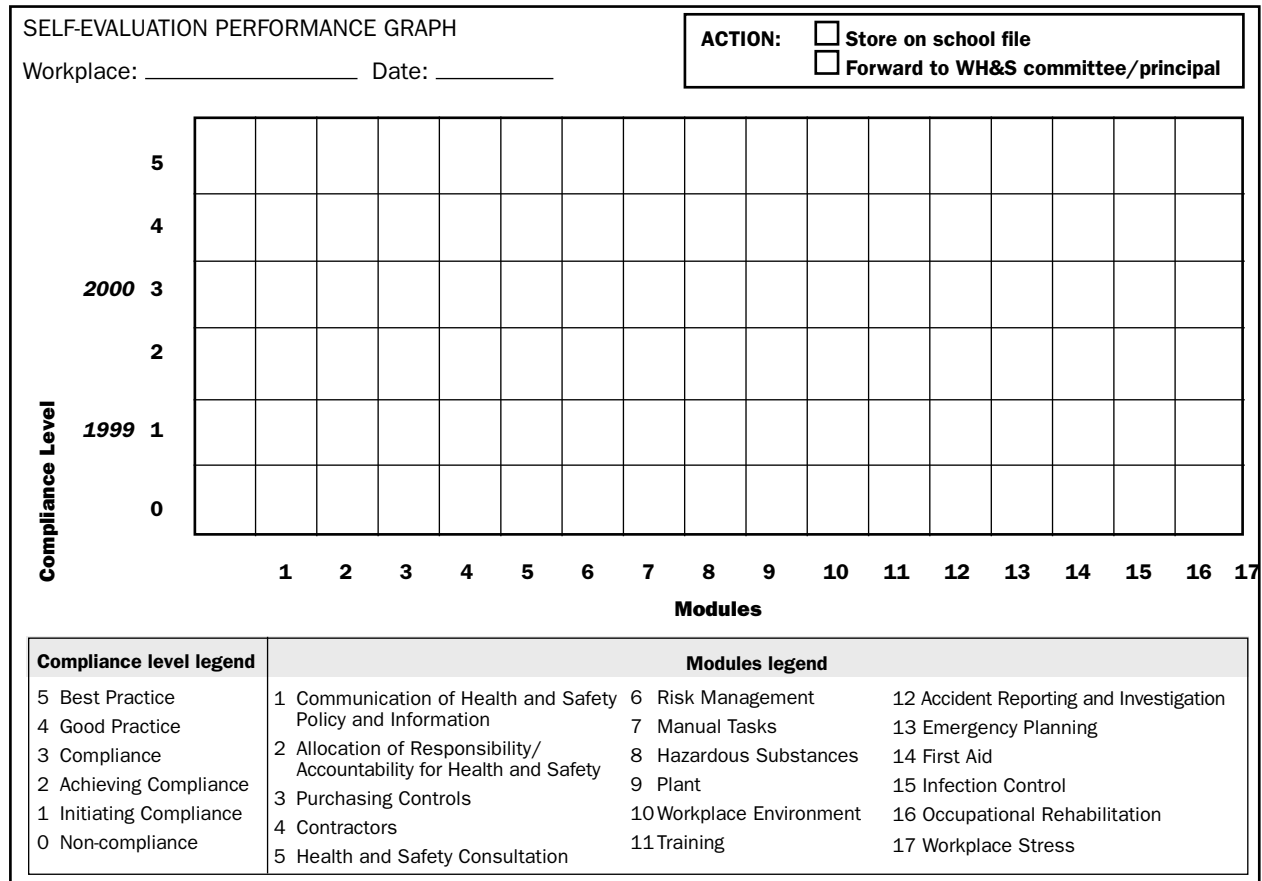 SELF-EVALUATION PERFORMANCE GRAPH
Workplace: Date:
ACTION: Store on school file
Forward to WH&S committee/principal
5
4
2000 3
2
1999 1
0
Compliance Level
1 2 3 4 5 6 7 8 9 10 11 12 13 14 15 16 17
Modules
Compliance level legend
5 Best Practice
4 Good Practice
3 Compliance
2 Achieving Compliance
1 Initiating Compliance
0 Non-compliance
Modules legend
1 Communication of Health and Safety
Policy and Information
2 Allocation of Responsibility/
Accountability for Health and Safety
3 Purchasing Controls
4 Contractors
5 Health and Safety Consultation
6 Risk Management
7 Manual Tasks
8 Hazardous Substances
9 Plant
10 Workplace Environment
11 Training
12 Accident Reporting and Investigation
13 Emergency Planning
14 First Aid
15 Infection Control
16 Occupational Rehabilitation
17 Workplace Stress